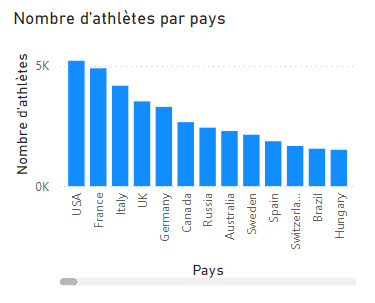 Nombre d'athlètes par pays
Nombre d'athlètes
5K
0K
USA
France
Italy
UK
Germany
Canada
Russia
Australia
Sweden
Spain
Switzerla...
Brazil
Hungary
Pays